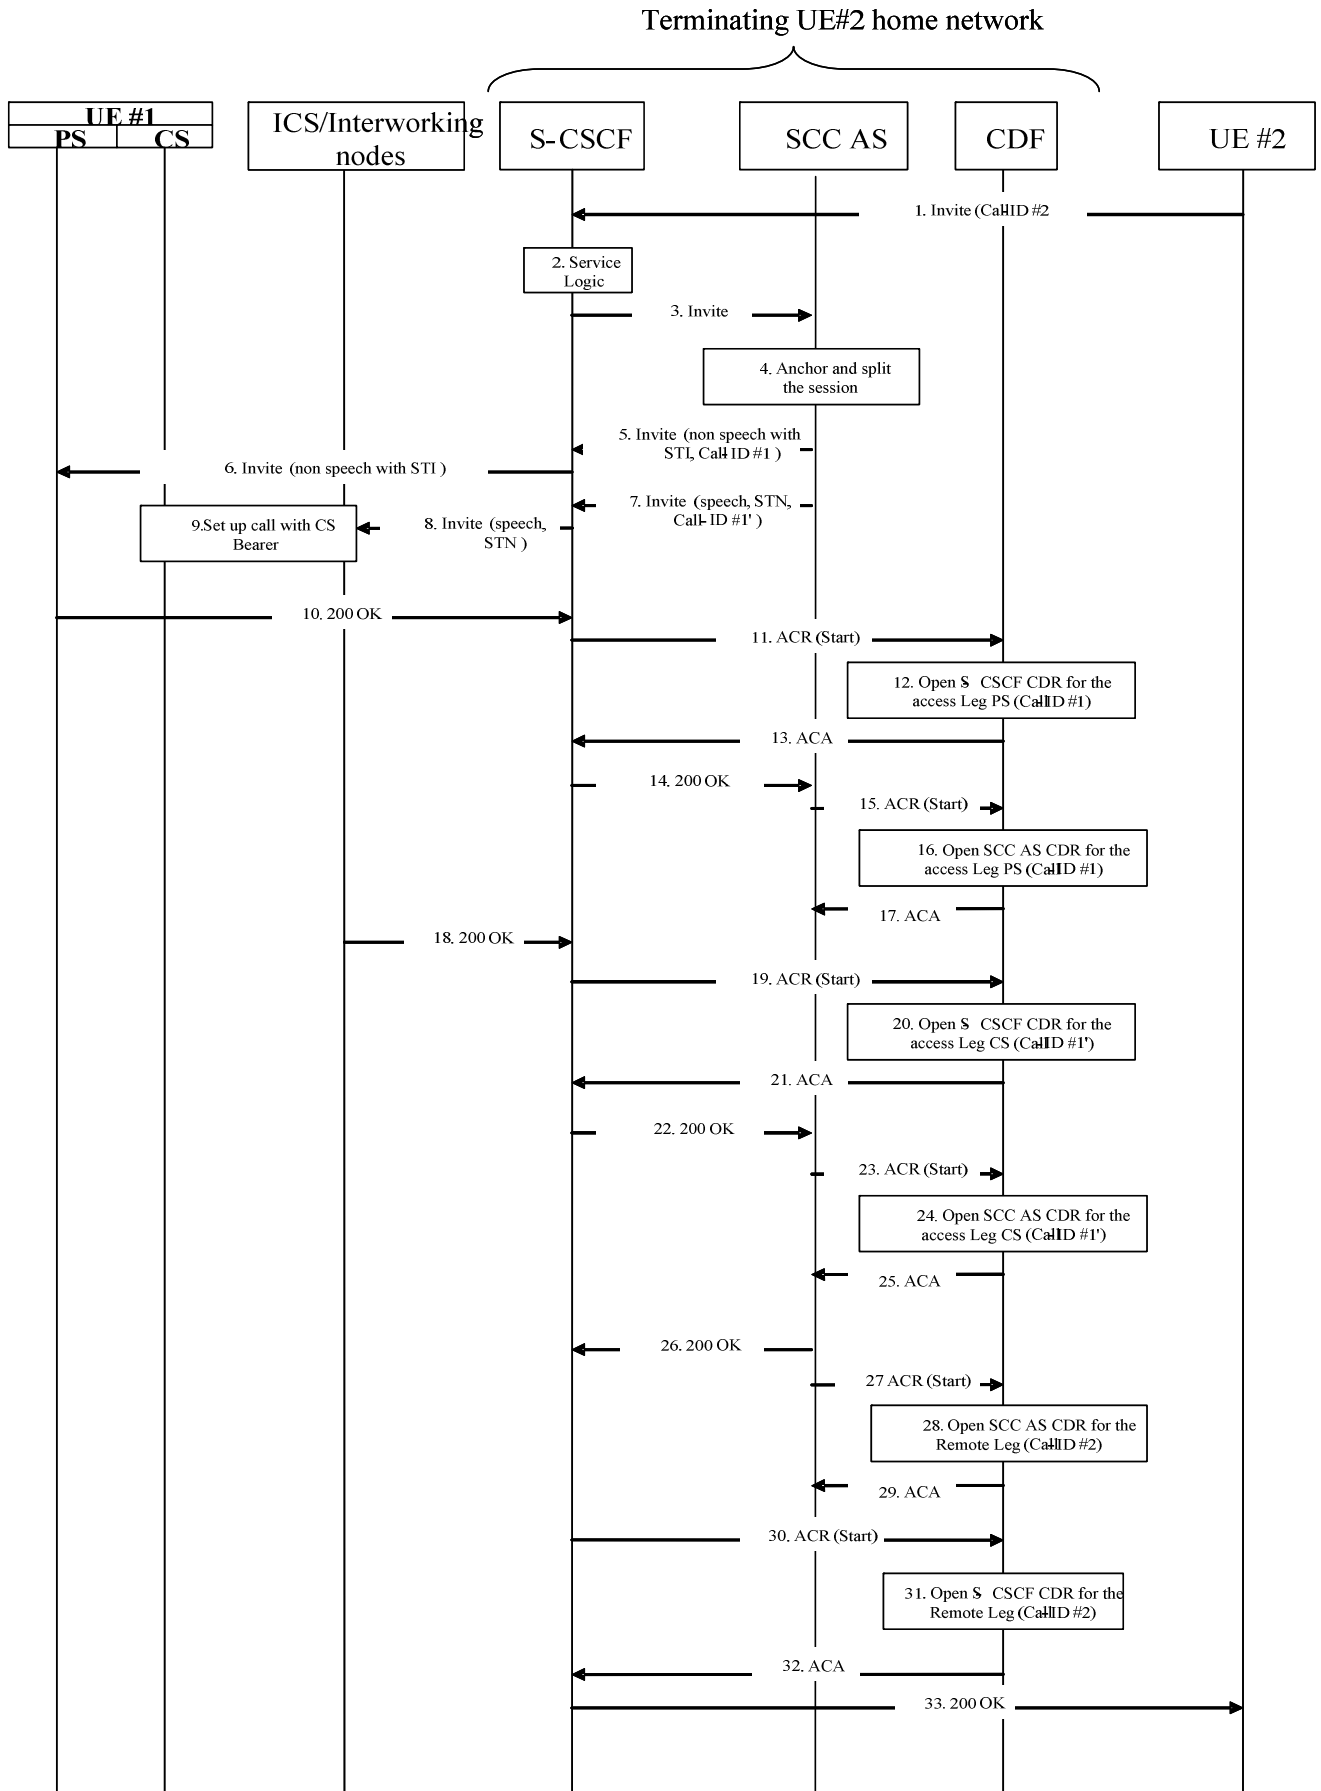 Terminating UE#2 home network
UE #1
PS
CS
ICS/Interworking
nodes
S-CSCF
SCC AS
CDF
UE #2
1. Invite (Call-ID #2
2. Service
Logic
3. Invite
4. Anchor and split
the session
5. Invite (non speech with
STI, Call-ID #1 )
6. Invite (non speech with STI )
7. Invite (speech, STN,
Call-ID #1' )
8. Invite (speech,
STN )
9.Set up call with CS
Bearer
10. 200 OK
11. ACR (Start)
12. Open S-CSCF CDR for the
access Leg PS (Call-ID #1)
13. ACA
14. 200 OK
15. ACR (Start)
16. Open SCC AS CDR for the
access Leg PS (Call-ID #1)
17. ACA
18. 200 OK
19. ACR (Start)
20. Open S-CSCF CDR for the
access Leg CS (Call-ID #1')
21. ACA
22. 200 OK
23. ACR (Start)
24. Open SCC AS CDR for the
access Leg CS (Call-ID #1')
25. ACA
26. 200 OK
27 ACR (Start)
28. Open SCC AS CDR for the
Remote Leg (Call-ID #2)
29. ACA
30. ACR (Start)
31. Open S-CSCF CDR for the
Remote Leg (Call-ID #2)
32. ACA
33. 200 OK